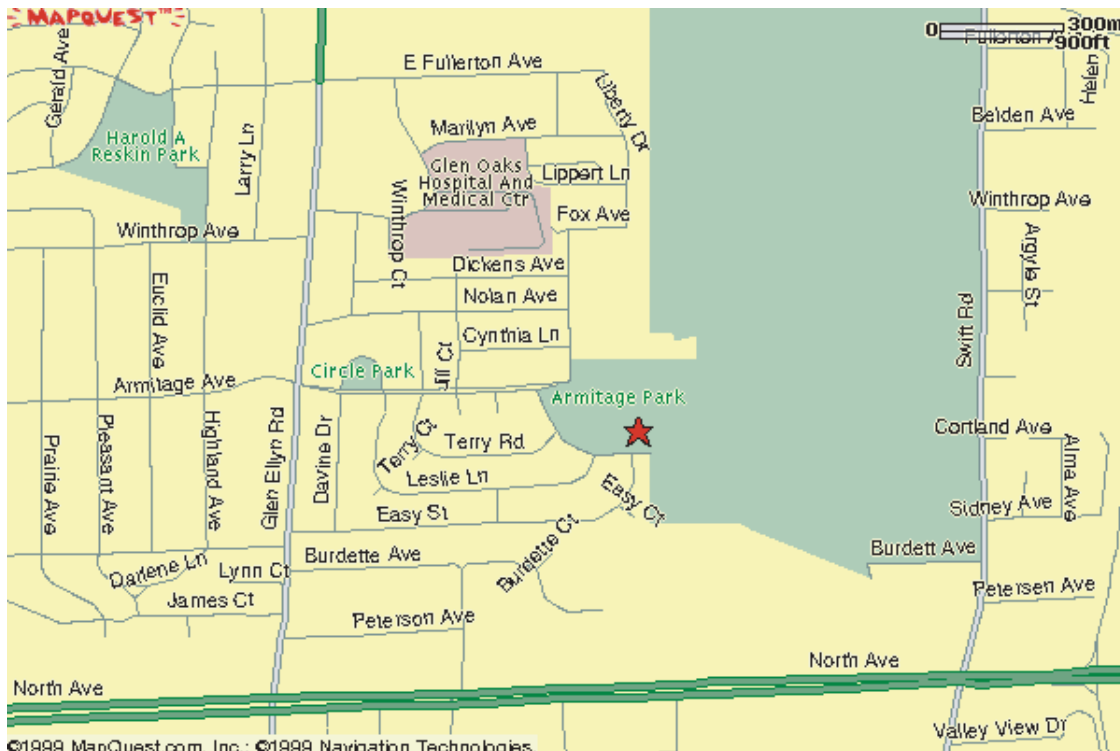 MAPQUEST™
0 300m
900ft
Fullerton A
Helen
Gerald Ave
E Fullerton Ave
Liberty Dr
Belden Ave
Harold A
Reskin Park
Larry Ln
Marilyn Ave
Glen Oaks
Hospital And
Medical Ctr
Lippert Ln
Winthrop Ave
Fox Ave
Winthrop Ave
Winthrop Ct
Argyle St
Dickens Ave
Nolan Ave
Euclid Ave
Cynthia Ln
Swift Rd
Jill Ct
Circle Park
Armitage Ave
Armitage Park
Prairie Ave
Pleasant Ave
Highland Ave
Glen Ellyn Rd
Davine Dr
Terry Ct
Terry Rd
Cortland Ave
Alma Ave
Leslie Ln
Easy Ct
Easy St
Sidney Ave
Burdette Ave
Burdette Ct
Burdett Ave
Darlene Ln
Lynn Ct
James Ct
Petersen Ave
Peterson Ave
North Ave
North Ave
Valley View Dr
©1999 MapQuest.com, Inc.; ©1999 Navigation Technologies